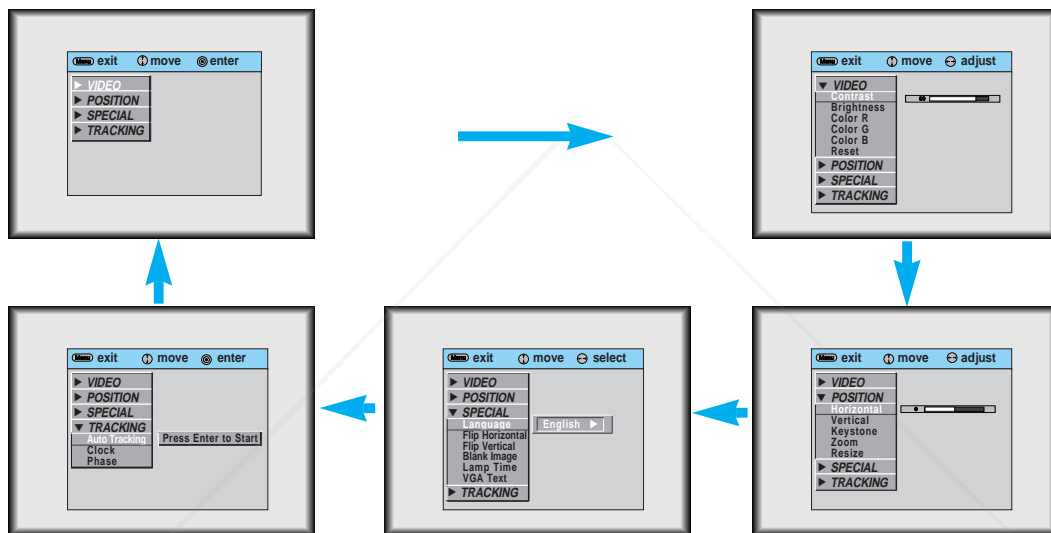 Menu exit move enter
VIDEO
POSITION
SPECIAL
TRACKING
Menu exit move adjust
VIDEO
Contrast
Brightness
Color R
Color G
Color B
Reset
POSITION
SPECIAL
TRACKING
Menu exit move enter
VIDEO
POSITION
SPECIAL
TRACKING
Auto Tracking Press Enter to Start
Clock
Phase
Menu exit move select
VIDEO
POSITION
SPECIAL
Language English
Flip Horizontal
Flip Vertical
Blank Image
Lamp Time
VGA Text
TRACKING
Menu exit move adjust
VIDEO
POSITION
Horizontal
Vertical
Keystone
Zoom
Resize
SPECIAL
TRACKING